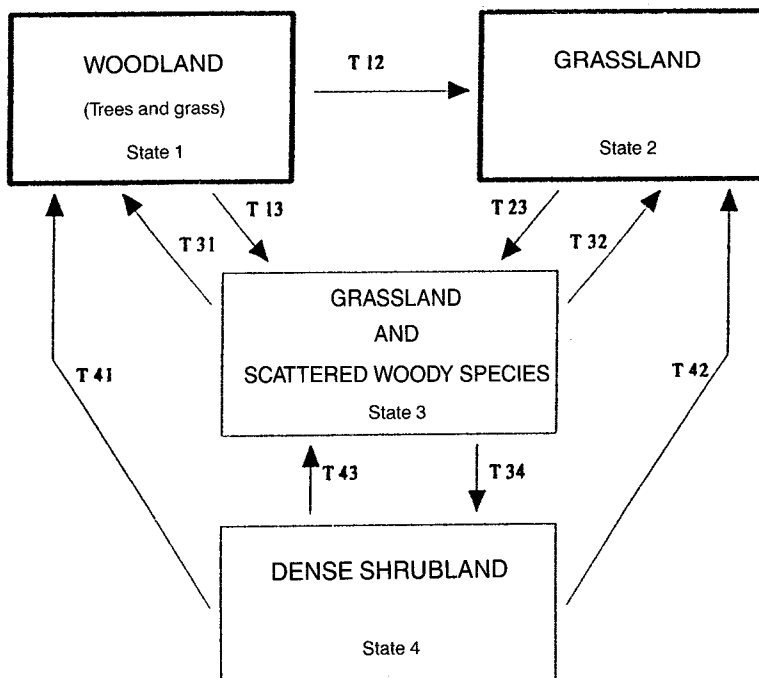 WOODLAND
(Trees and grass)
State 1
T 12
GRASSLAND
State 2
T 13
T 31
T 23
T 32
GRASSLAND
AND
SCATTERED WOODY SPECIES
State 3
T 41
T 42
T 43
T 34
DENSE SHRUBLAND
State 4